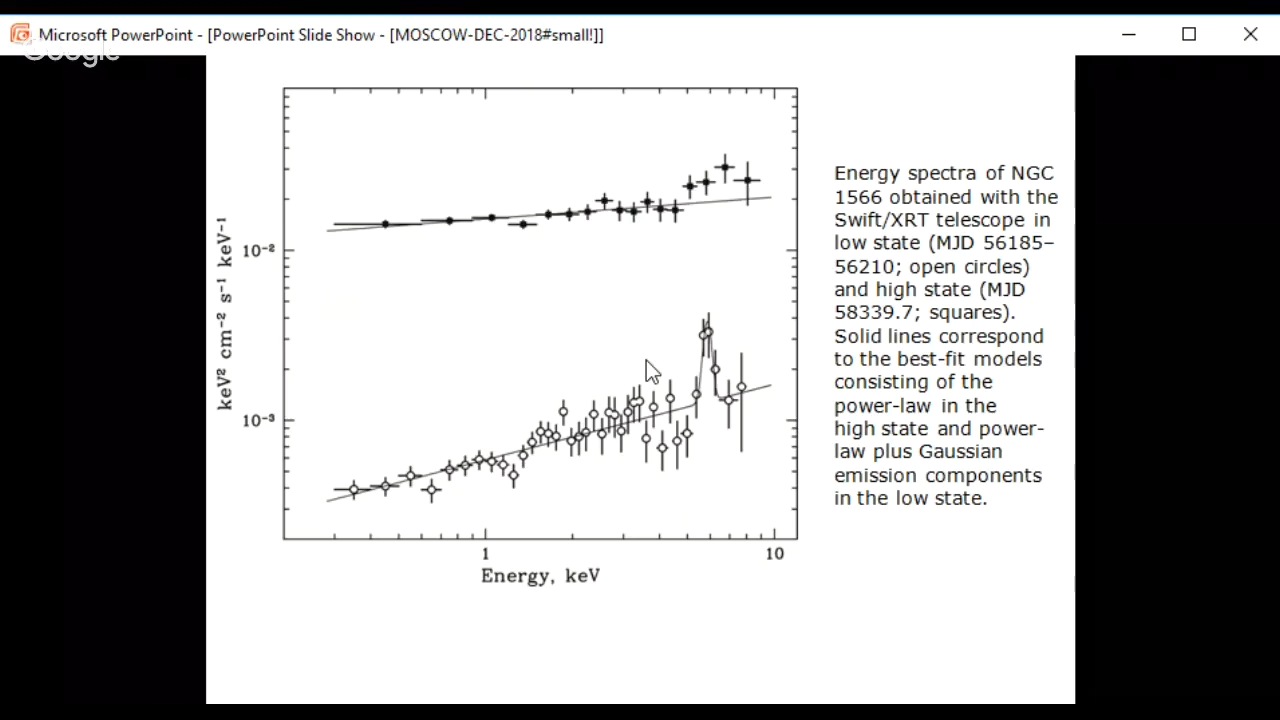 Microsoft PowerPoint - [PowerPoint Slide Show - [MOSCOW-DEC-2018#small!]]
Google
keV² cm⁻² s⁻¹ keV⁻¹
10⁻²
10⁻³
1
10
Energy, keV
Energy spectra of NGC
1566 obtained with the
Swift/XRT telescope in
low state (MJD 56185–
56210; open circles)
and high state (MJD
58339.7; squares).
Solid lines correspond
to the best-fit models
consisting of the
power-law in the
high state and power-
law plus Gaussian
emission components
in the low state.